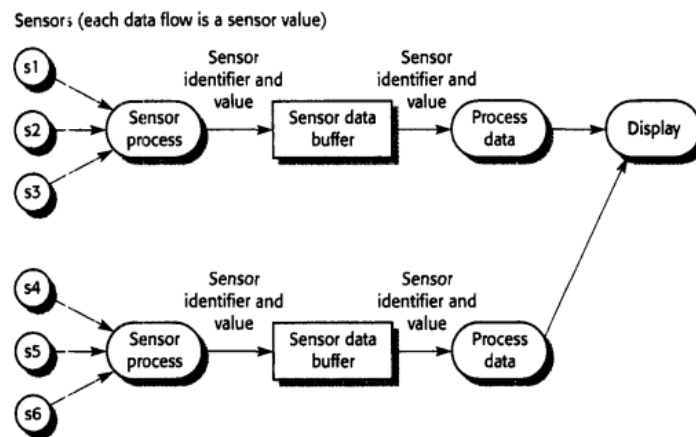 Sensors (each data flow is a sensor value)
s1
s2
s3
Sensor
process
Sensor
identifier and
value
Sensor data
buffer
Sensor
identifier and
value
Process
data
Display
s4
s5
s6
Sensor
process
Sensor
identifier and
value
Sensor data
buffer
Sensor
identifier and
value
Process
data